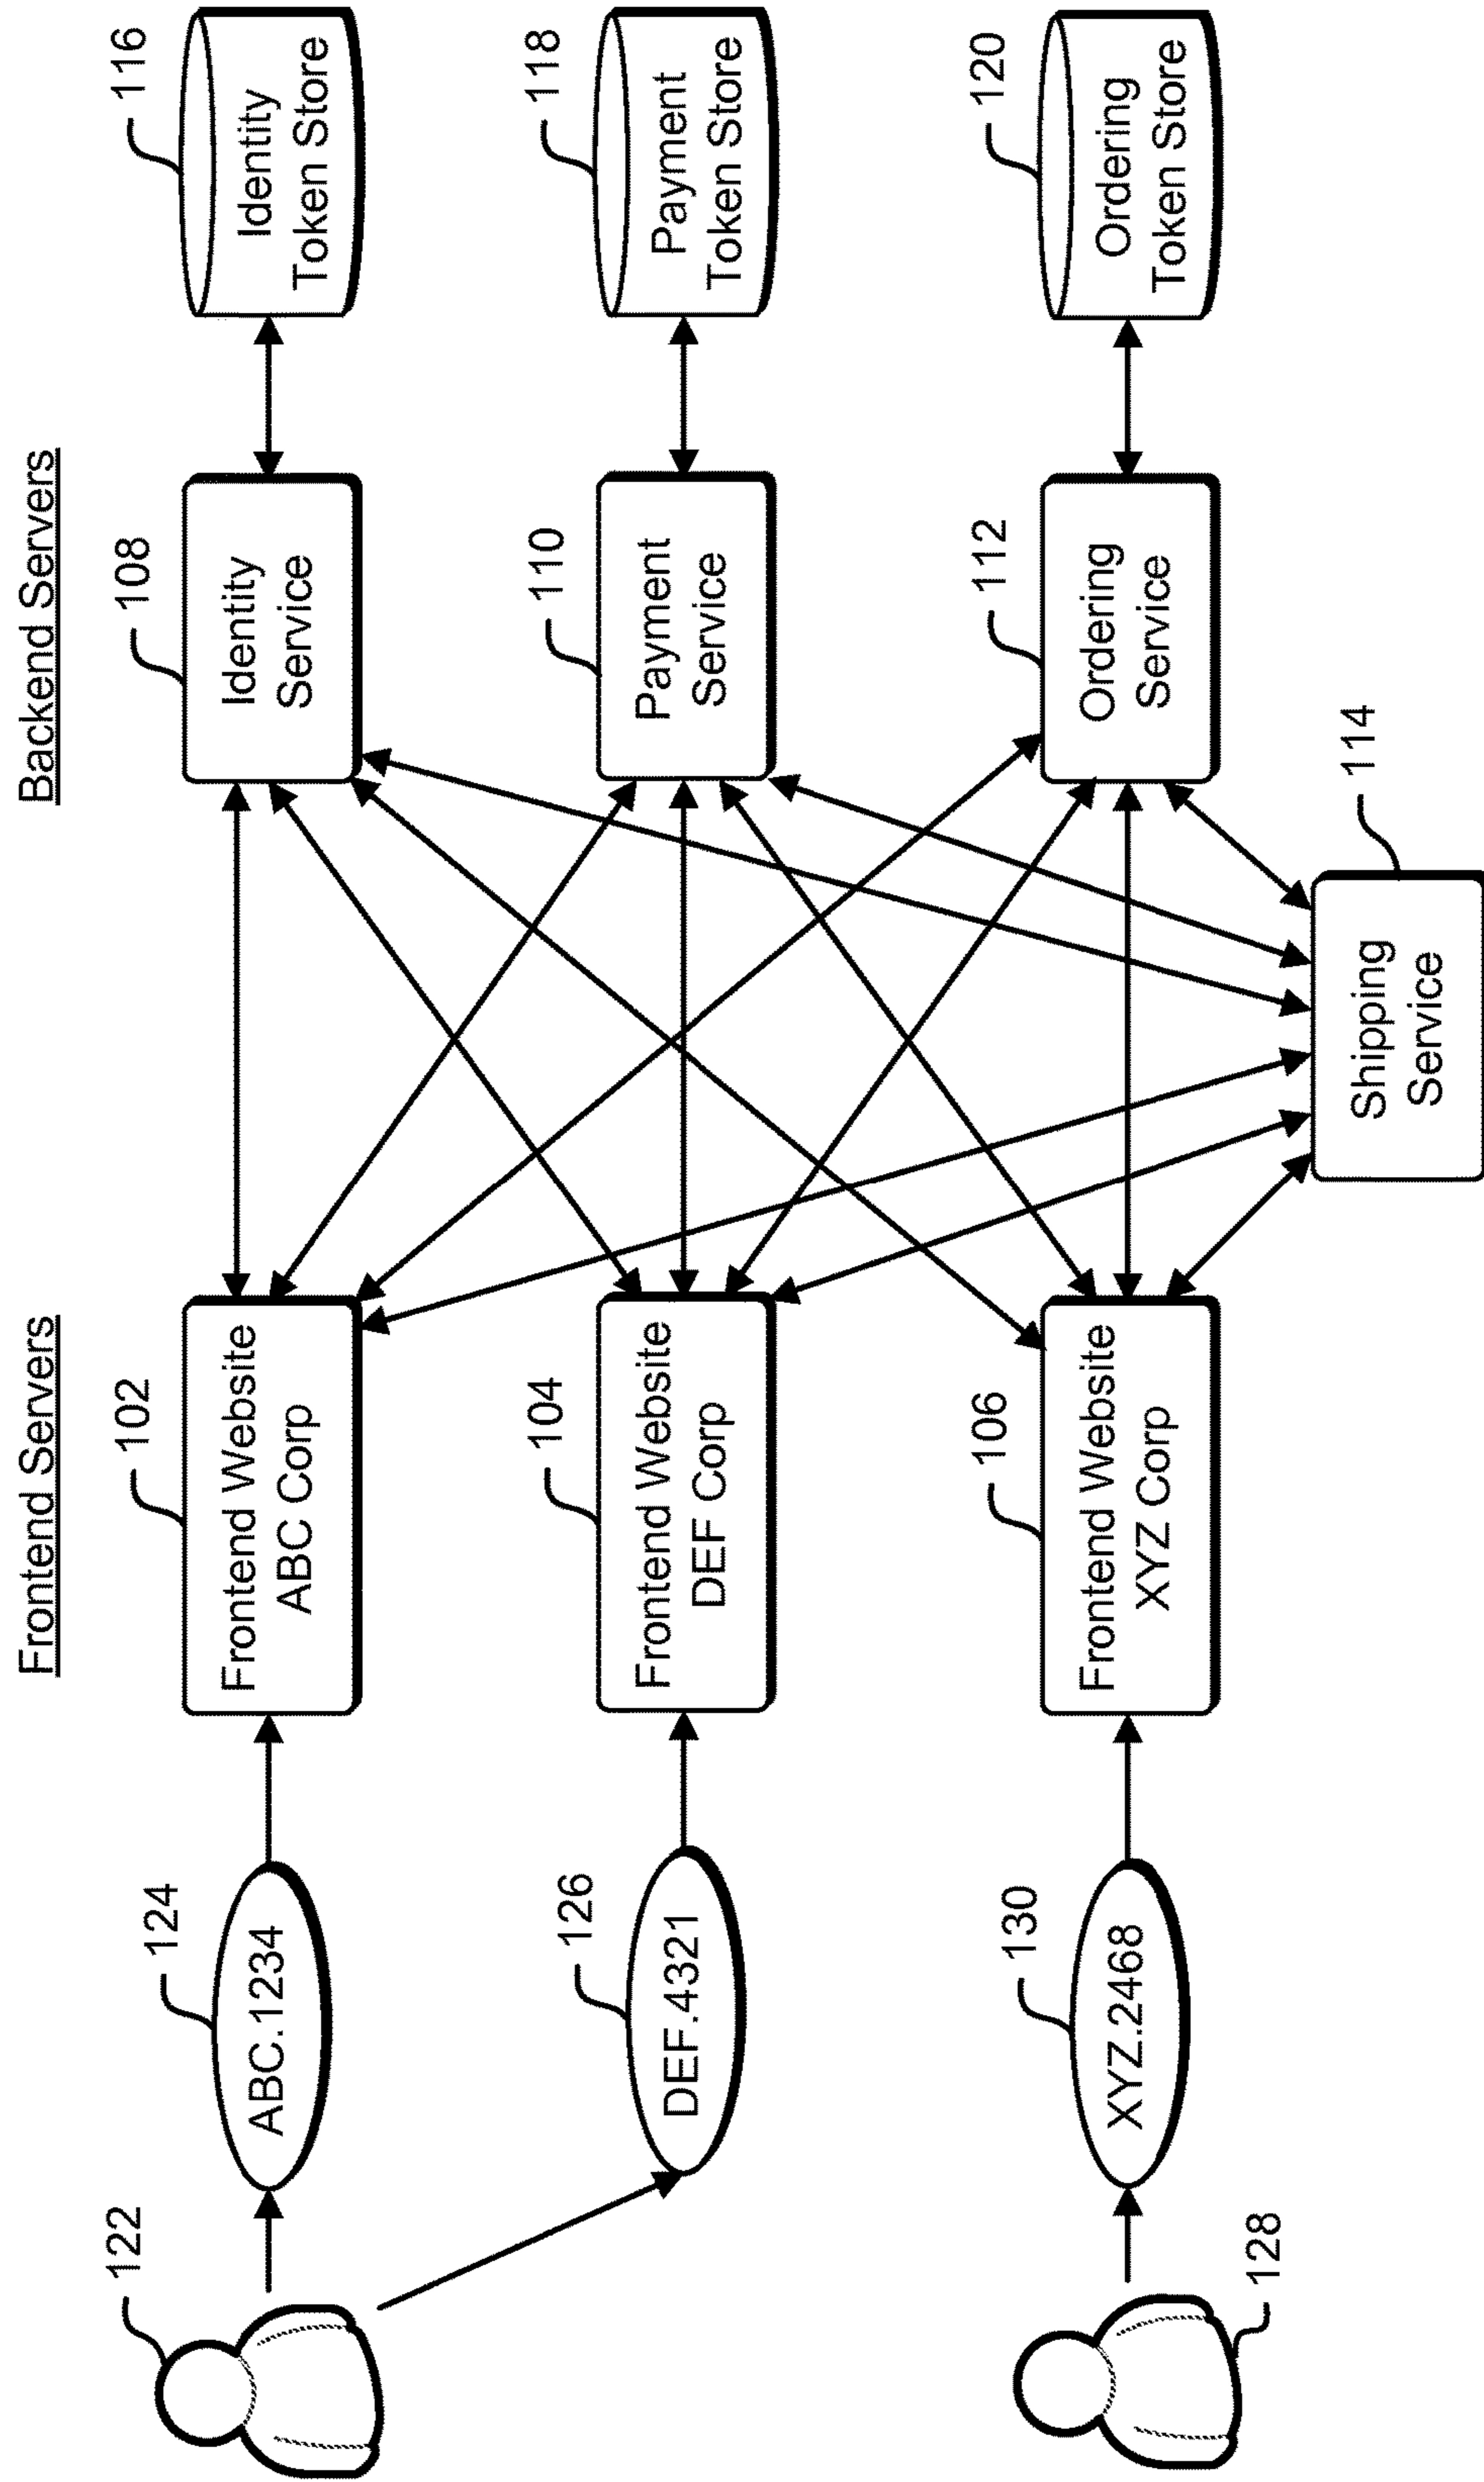 Frontend Servers
Backend Servers
122
124
ABC.1234
102
Frontend Website
ABC Corp
108
Identity
Service
116
Identity
Token Store
126
DEF.4321
104
Frontend Website
DEF Corp
110
Payment
Service
118
Payment
Token Store
128
130
XYZ.2468
106
Frontend Website
XYZ Corp
112
Ordering
Service
120
Ordering
Token Store
114
Shipping
Service